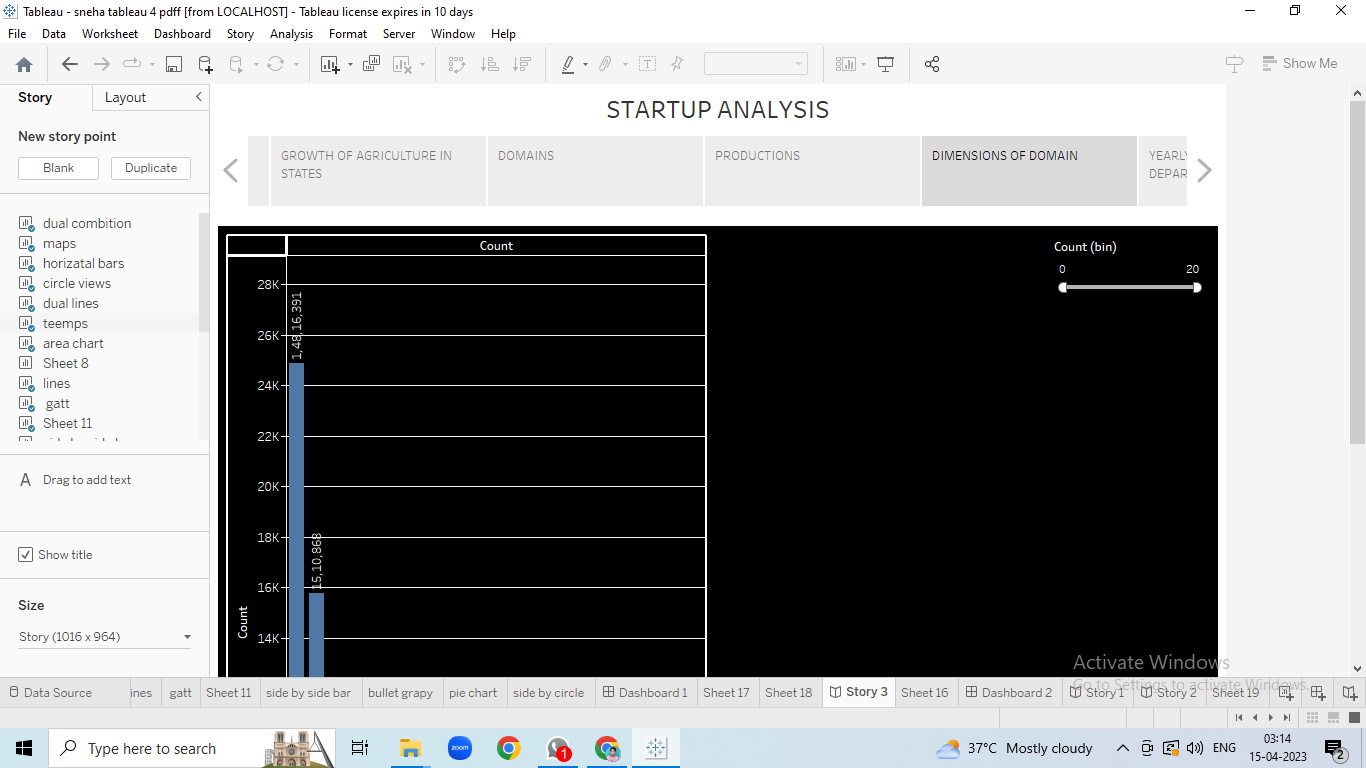 Tableau - sneha tableau 4 pdff [from LOCALHOST] - Tableau license expires in 10 days
File Data Worksheet Dashboard Story Analysis Format Server Window Help
Show Me
Story Layout
New story point
Blank Duplicate
dual combition
maps
horizatal bars
circle views
dual lines
teemps
area chart
Sheet 8
lines
gatt
Sheet 11
A Drag to add text
Show title
Size
Story (1016 x 964)
STARTUP ANALYSIS
GROWTH OF AGRICULTURE IN
STATES
DOMAINS
PRODUCTIONS
DIMENSIONS OF DOMAIN
YEARLY
DEPAR
Count
28K
26K
24K
22K
20K
18K
16K
14K
Count
1,48,16,391
15,10,868
Count (bin)
0 20
Activate Windows
Go to Settings to activate Windows.
Data Source ines gatt Sheet 11 side by side bar bullet grapy pie chart side by circle Dashboard 1 Sheet 17 Sheet 18 Story 3 Sheet 16 Dashboard 2 Story 1 Story 2 Sheet 19
Type here to search
zoom
1
37°C Mostly cloudy
ENG
03:14
15-04-2023
2